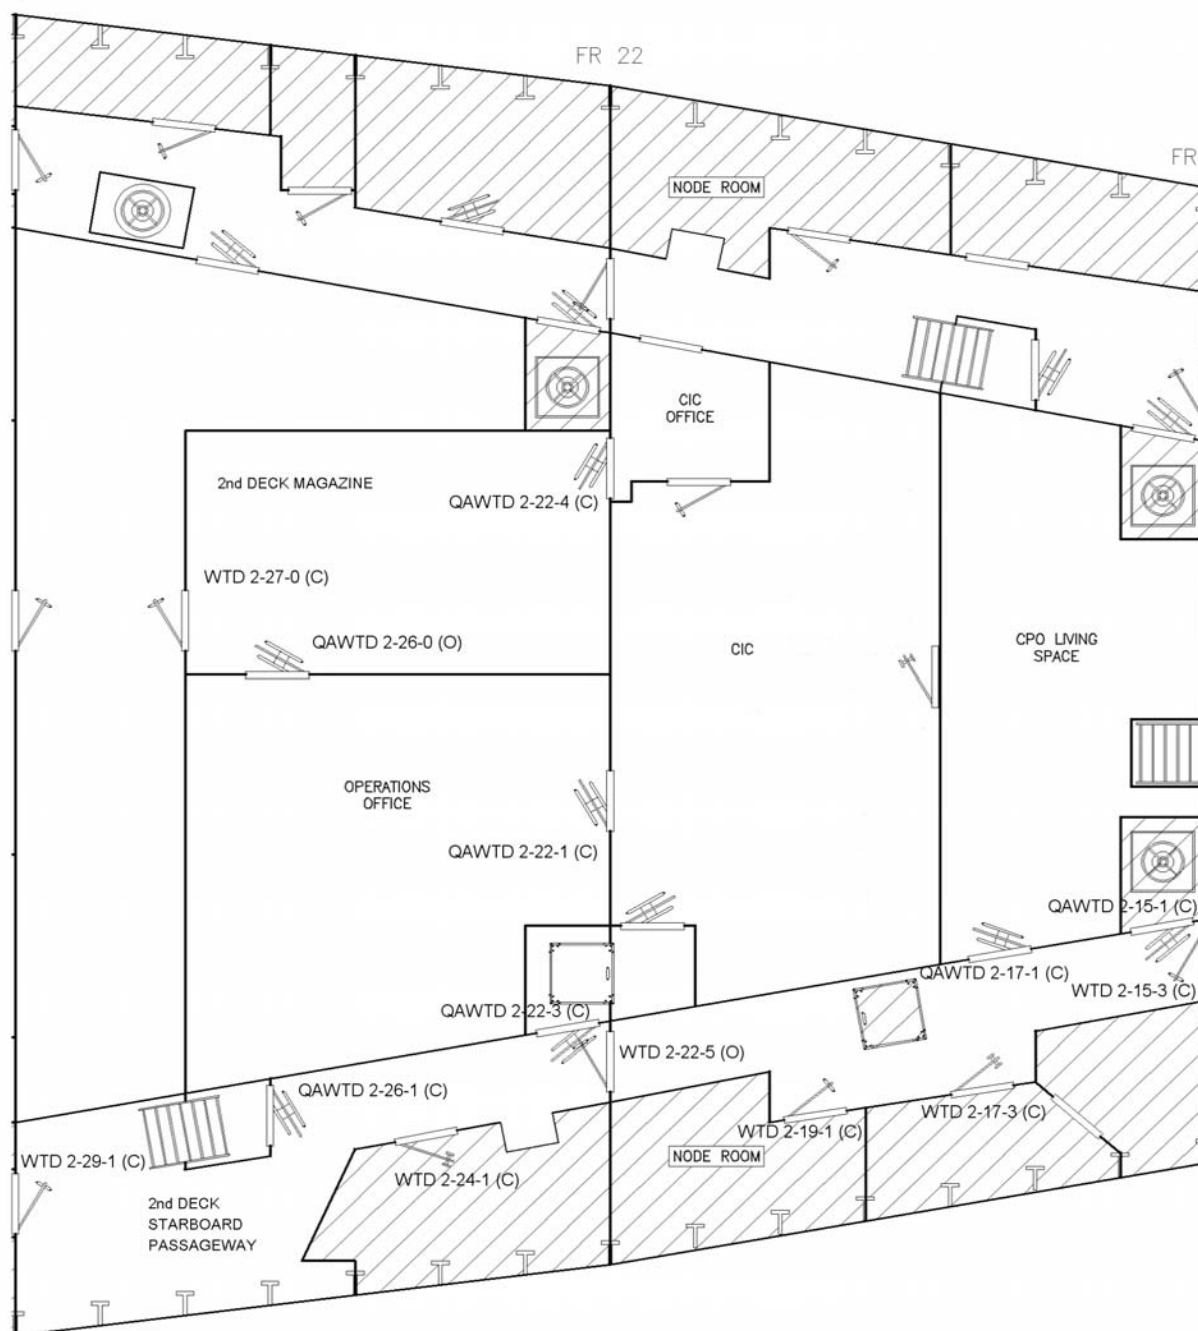 FR 22
FR
NODE ROOM
CIC
OFFICE
2nd DECK MAGAZINE
QAWTD 2-22-4 (C)
WTD 2-27-0 (C)
QAWTD 2-26-0 (O)
CIC
CPO LIVING
SPACE
OPERATIONS
OFFICE
QAWTD 2-22-1 (C)
QAWTD 2-15-1 (C)
QAWTD 2-17-1 (C)
WTD 2-15-3 (C)
QAWTD 2-22-3 (C)
WTD 2-22-5 (O)
QAWTD 2-26-1 (C)
WTD 2-17-3 (C)
WTD 2-19-1 (C)
WTD 2-29-1 (C)
NODE ROOM
WTD 2-24-1 (C)
2nd DECK
STARBOARD
PASSAGEWAY